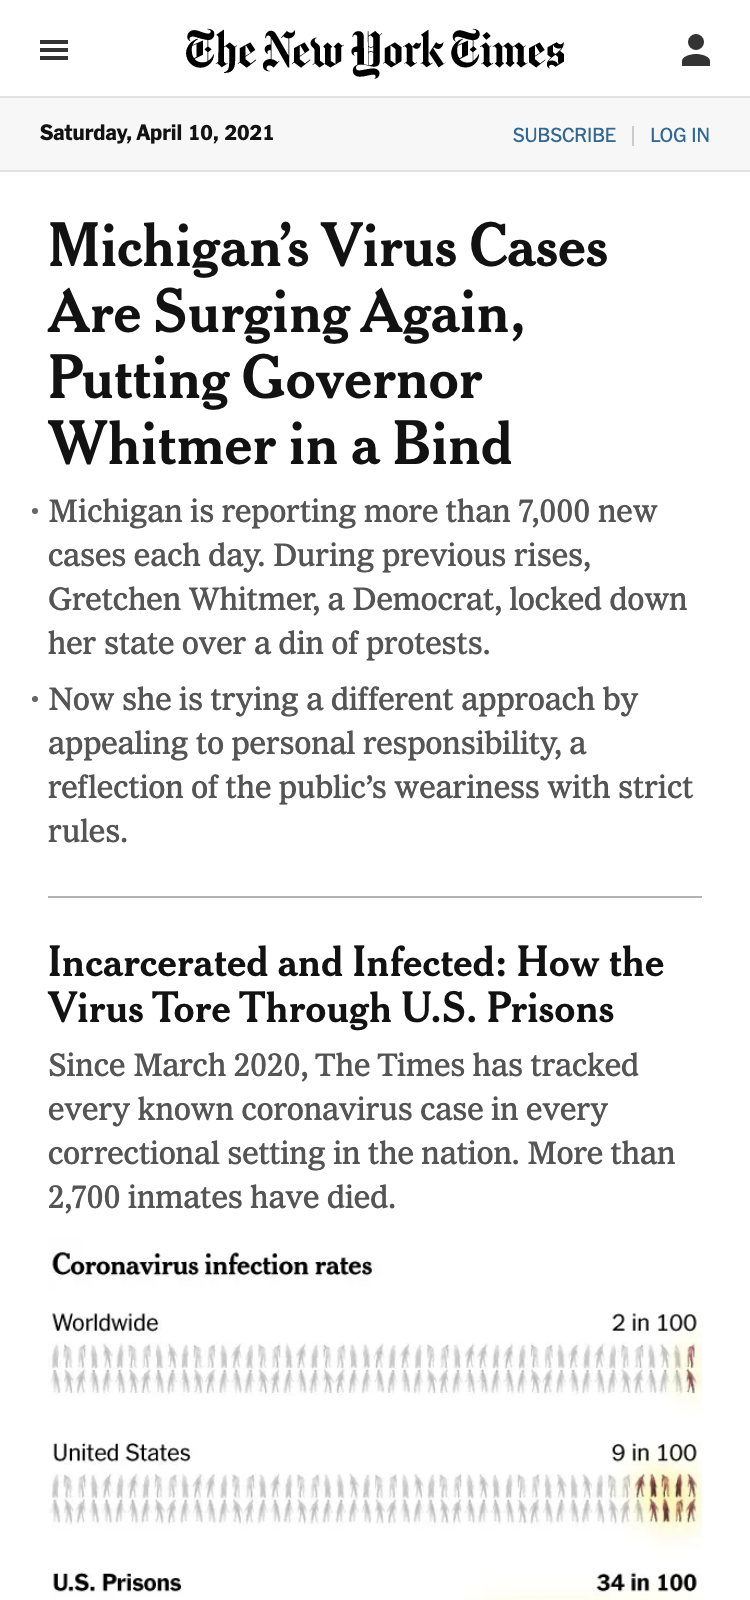 The New York Times
Saturday, April 10, 2021
SUBSCRIBE | LOG IN
Michigan’s Virus Cases
Are Surging Again,
Putting Governor
Whitmer in a Bind
• Michigan is reporting more than 7,000 new
cases each day. During previous rises,
Gretchen Whitmer, a Democrat, locked down
her state over a din of protests.
• Now she is trying a different approach by
appealing to personal responsibility, a
reflection of the public’s weariness with strict
rules.
Incarcerated and Infected: How the
Virus Tore Through U.S. Prisons
Since March 2020, The Times has tracked
every known coronavirus case in every
correctional setting in the nation. More than
2,700 inmates have died.
Coronavirus infection rates
Worldwide 2 in 100
United States 9 in 100
U.S. Prisons 34 in 100